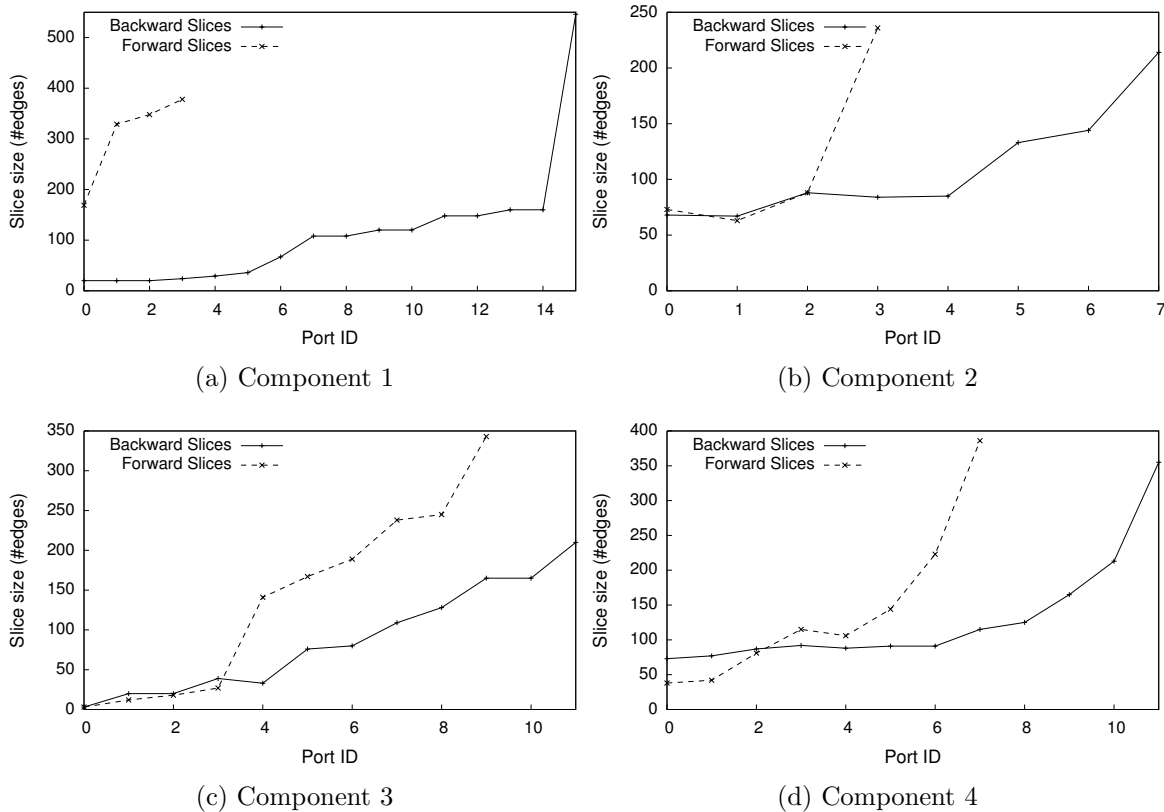 Backward Slices
Forward Slices
Slice size (#edges)
0
100
200
300
400
500
0 2 4 6 8 10 12 14
Port ID
(a) Component 1
Backward Slices
Forward Slices
Slice size (#edges)
0
50
100
150
200
250
0 1 2 3 4 5 6 7
Port ID
(b) Component 2
Backward Slices
Forward Slices
Slice size (#edges)
0
50
100
150
200
250
300
350
0 2 4 6 8 10
Port ID
(c) Component 3
Backward Slices
Forward Slices
Slice size (#edges)
0
50
100
150
200
250
300
350
400
0 2 4 6 8 10
Port ID
(d) Component 4